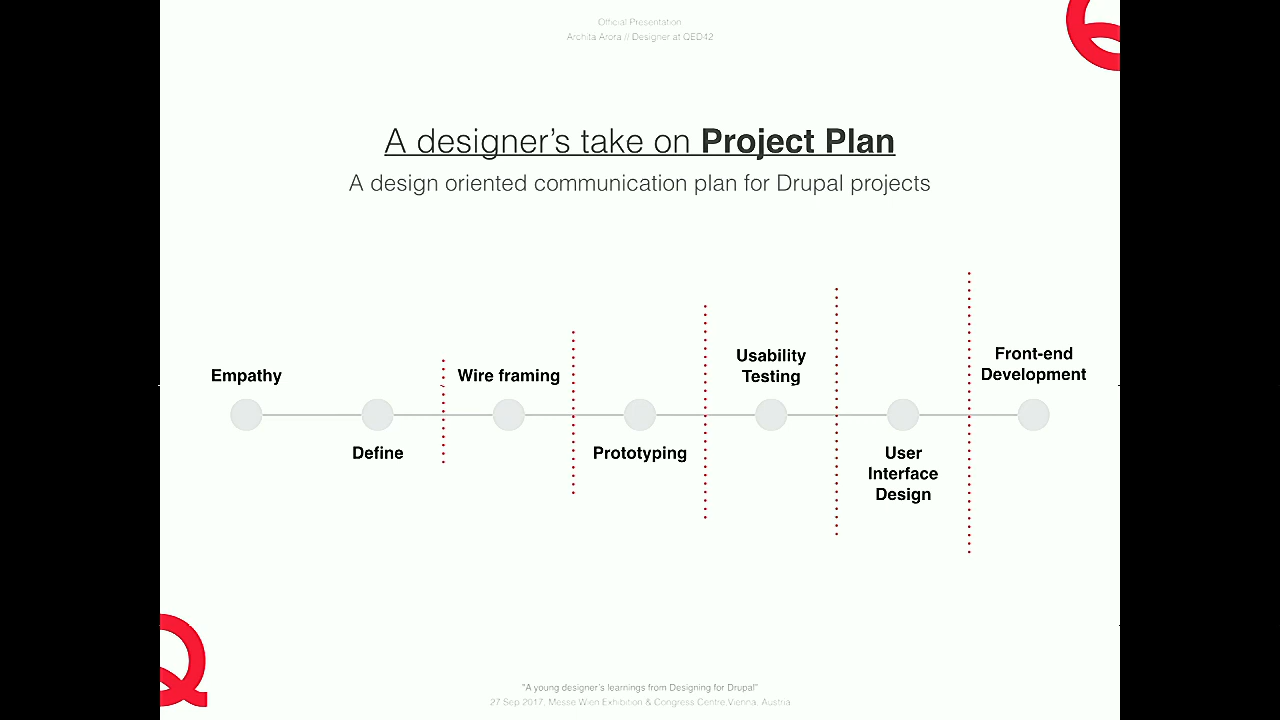 Official Presentation
Archita Arora // Designer at QED42
A designer's take on Project Plan
A design oriented communication plan for Drupal projects
Empathy
Define
Wire framing
Prototyping
Usability
Testing
User
Interface
Design
Front-end
Development
"A young designer's learnings from Designing for Drupal"
27 Sep 2017, Messe Wien Exhibition & Congress Centre,Vienna, Austria